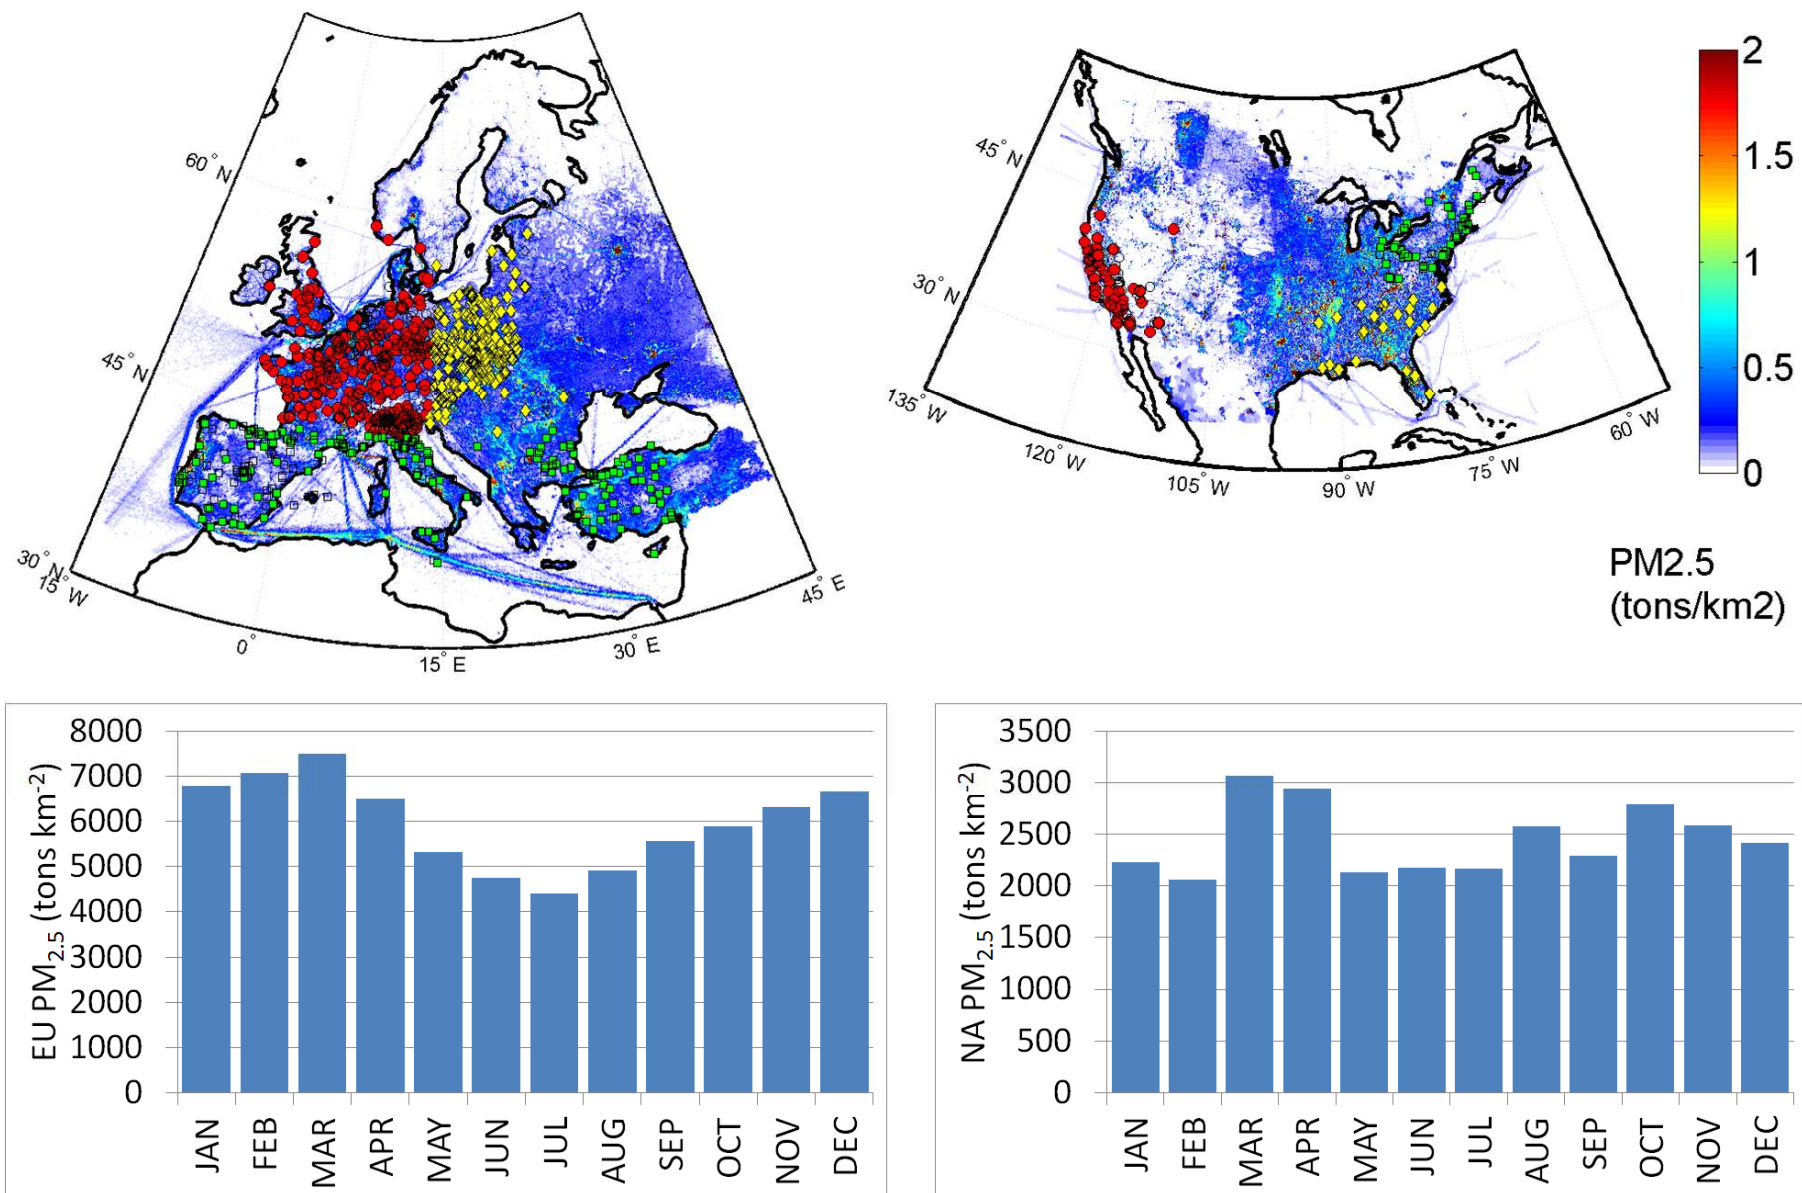 60° N
45° N
30° N
15° W
0°
15° E
30° E
45° E
45° N
30° N
135° W
120° W
105° W
90° W
75° W
60° W
2
1.5
1
0.5
0
PM2.5
(tons/km2)
EU PM2.5 (tons km-2)
8000
7000
6000
5000
4000
3000
2000
1000
0
JAN FEB MAR APR MAY JUN JUL AUG SEP OCT NOV DEC
NA PM2.5 (tons km-2)
3500
3000
2500
2000
1500
1000
500
0
JAN FEB MAR APR MAY JUN JUL AUG SEP OCT NOV DEC